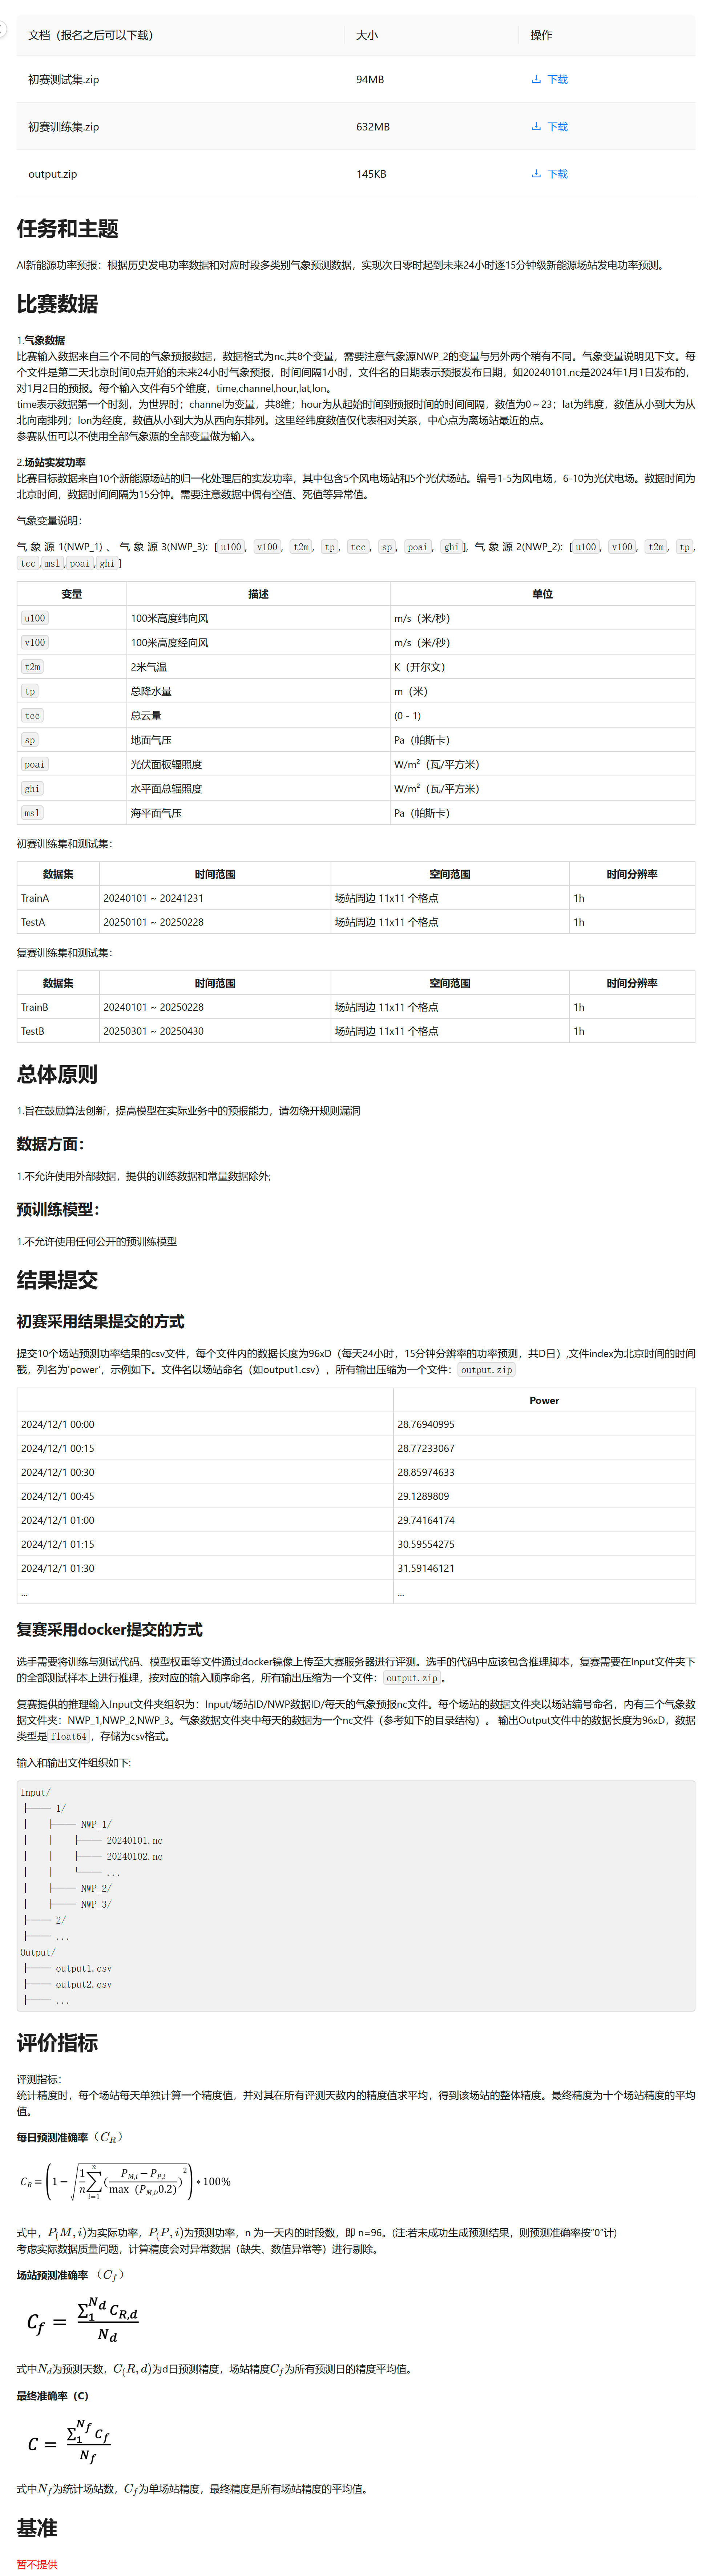 文档（报名之后可以下载） 大小 操作
初赛测试集.zip 94MB 下载
初赛训练集.zip 632MB 下载
output.zip 145KB 下载
任务和主题
AI新能源功率预报：根据历史发电功率数据和对应时段多类别气象预测数据，实现次日零时起到未来24小时逐15分钟级新能源场站发电功率预测。
比赛数据
1.气象数据
比赛输入数据来自三个不同的气象预报数据，数据格式为nc,共8个变量，需要注意气象源NWP_2的变量与另外两个稍有不同。气象变量说明见下文。每
个文件是第二天北京时间0点开始的未来24小时气象预报，时间间隔1小时，文件名的日期表示预报发布日期，如20240101.nc是2024年1月1日发布的，
对1月2日的预报。每个输入文件有5个维度，time,channel,hour,lat,lon。
time表示数据第一个时刻，为世界时；channel为变量，共8维；hour为从起始时间到预报时间的时间间隔，数值为0～23；lat为纬度，数值从小到大为从
北向南排列；lon为经度，数值从小到大为从西向东排列。这里经纬度数值仅代表相对关系，中心点为离场站最近的点。
参赛队伍可以不使用全部气象源的全部变量做为输入。
2.场站实发功率
比赛目标数据来自10个新能源场站的归一化处理后的实发功率，其中包含5个风电场站和5个光伏场站。编号1-5为风电场，6-10为光伏电场。数据时间为
北京时间，数据时间间隔为15分钟。需要注意数据中偶有空值、死值等异常值。
气象变量说明：
气象源1(NWP_1)、气象源3(NWP_3): [u100, v100, t2m, tp, tcc, sp, poai, ghi], 气象源2(NWP_2): [u100, v100, t2m, tp,
tcc,msl,poai,ghi]
变量 描述 单位
u100 100米高度纬向风 m/s（米/秒）
v100 100米高度经向风 m/s（米/秒）
t2m 2米气温 K（开尔文）
tp 总降水量 m（米）
tcc 总云量 (0 - 1)
sp 地面气压 Pa（帕斯卡）
poai 光伏面板辐照度 W/m²（瓦/平方米）
ghi 水平面总辐照度 W/m²（瓦/平方米）
msl 海平面气压 Pa（帕斯卡）
初赛训练集和测试集：
数据集 时间范围 空间范围 时间分辨率
TrainA 20240101 ~ 20241231 场站周边 11x11 个格点 1h
TestA 20250101 ~ 20250228 场站周边 11x11 个格点 1h
复赛训练集和测试集：
数据集 时间范围 空间范围 时间分辨率
TrainB 20240101 ~ 20250228 场站周边 11x11 个格点 1h
TestB 20250301 ~ 20250430 场站周边 11x11 个格点 1h
总体原则
1.旨在鼓励算法创新，提高模型在实际业务中的预报能力，请勿绕开规则漏洞
数据方面：
1.不允许使用外部数据，提供的训练数据和常量数据除外;
预训练模型：
1.不允许使用任何公开的预训练模型
结果提交
初赛采用结果提交的方式
提交10个场站预测功率结果的csv文件，每个文件内的数据长度为96xD（每天24小时，15分钟分辨率的功率预测，共D日）,文件index为北京时间的时间
戳，列名为'power'，示例如下。文件名以场站命名（如output1.csv），所有输出压缩为一个文件：output.zip
Power
2024/12/1 00:00 28.76940995
2024/12/1 00:15 28.77233067
2024/12/1 00:30 28.85974633
2024/12/1 00:45 29.1289809
2024/12/1 01:00 29.74164174
2024/12/1 01:15 30.59554275
2024/12/1 01:30 31.59146121
... ...
复赛采用docker提交的方式
选手需要将训练与测试代码、模型权重等文件通过docker镜像上传至大赛服务器进行评测。选手的代码中应该包含推理脚本，复赛需要在Input文件夹下
的全部测试样本上进行推理，按对应的输入顺序命名，所有输出压缩为一个文件：output.zip。
复赛提供的推理输入Input文件夹组织为：Input/场站ID/NWP数据ID/每天的气象预报nc文件。每个场站的数据文件夹以场站编号命名，内有三个气象数
据文件夹：NWP_1,NWP_2,NWP_3。气象数据文件夹中每天的数据为一个nc文件（参考如下的目录结构）。 输出Output文件中的数据长度为96xD，数据
类型是float64，存储为csv格式。
输入和输出文件组织如下:
Input/
├── 1/
│   ├── NWP_1/
│   │   ├── 20240101.nc
│   │   ├── 20240102.nc
│   │   └── ...
│   ├── NWP_2/
│   ├── NWP_3/
├── 2/
├── ...
Output/
├── output1.csv
├── output2.csv
├── ...
评价指标
评测指标：
统计精度时，每个场站每天单独计算一个精度值，并对其在所有评测天数内的精度值求平均，得到该场站的整体精度。最终精度为十个场站精度的平均
值。
每日预测准确率（C_R）
C_R = (1 − √(1/n ∑_{i=1}^{n} ((P_{M,i} − P_{P,i}) / max (P_{M,i},0.2))²)) ∗ 100%
式中，P_(M, i)为实际功率，P_(P, i)为预测功率，n 为一天内的时段数，即 n=96。(注:若未成功生成预测结果，则预测准确率按"0"计)
考虑实际数据质量问题，计算精度会对异常数据（缺失、数值异常等）进行剔除。
场站预测准确率 （C_f）
C_f = ∑_1^{N_d} C_{R,d} / N_d
式中N_d为预测天数，C_(R, d)为d日预测精度，场站精度C_f为所有预测日的精度平均值。
最终准确率（C）
C = ∑_1^{N_f} C_f / N_f
式中N_f为统计场站数，C_f为单场站精度，最终精度是所有场站精度的平均值。
基准
暂不提供